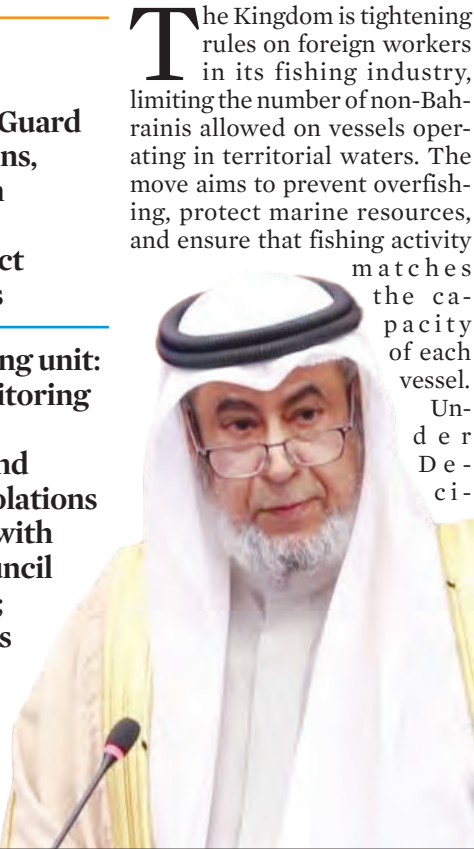 Guard
ns,
n
ct
s
ng unit:
itoring
nd
olations
with
uncil
;
s
The Kingdom is tightening
rules on foreign workers
in its fishing industry,
limiting the number of non-Bah-
rainis allowed on vessels oper-
ating in territorial waters. The
move aims to prevent overfish-
ing, protect marine resources,
and ensure that fishing activity
matches
the ca-
pacity
of each
vessel.
Un-
der
De-
ci-